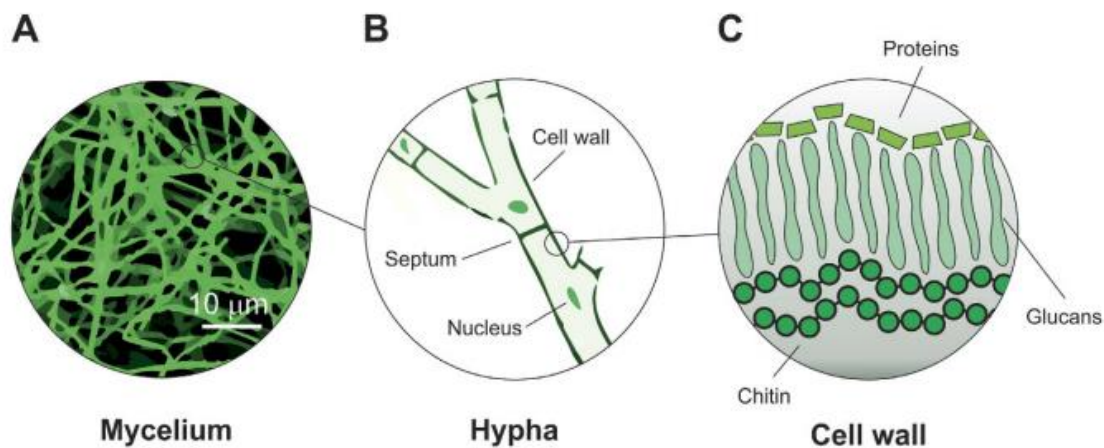 A
B
C
Proteins
Cell wall
Septum
10 μm
Nucleus
Glucans
Chitin
Mycelium
Hypha
Cell wall